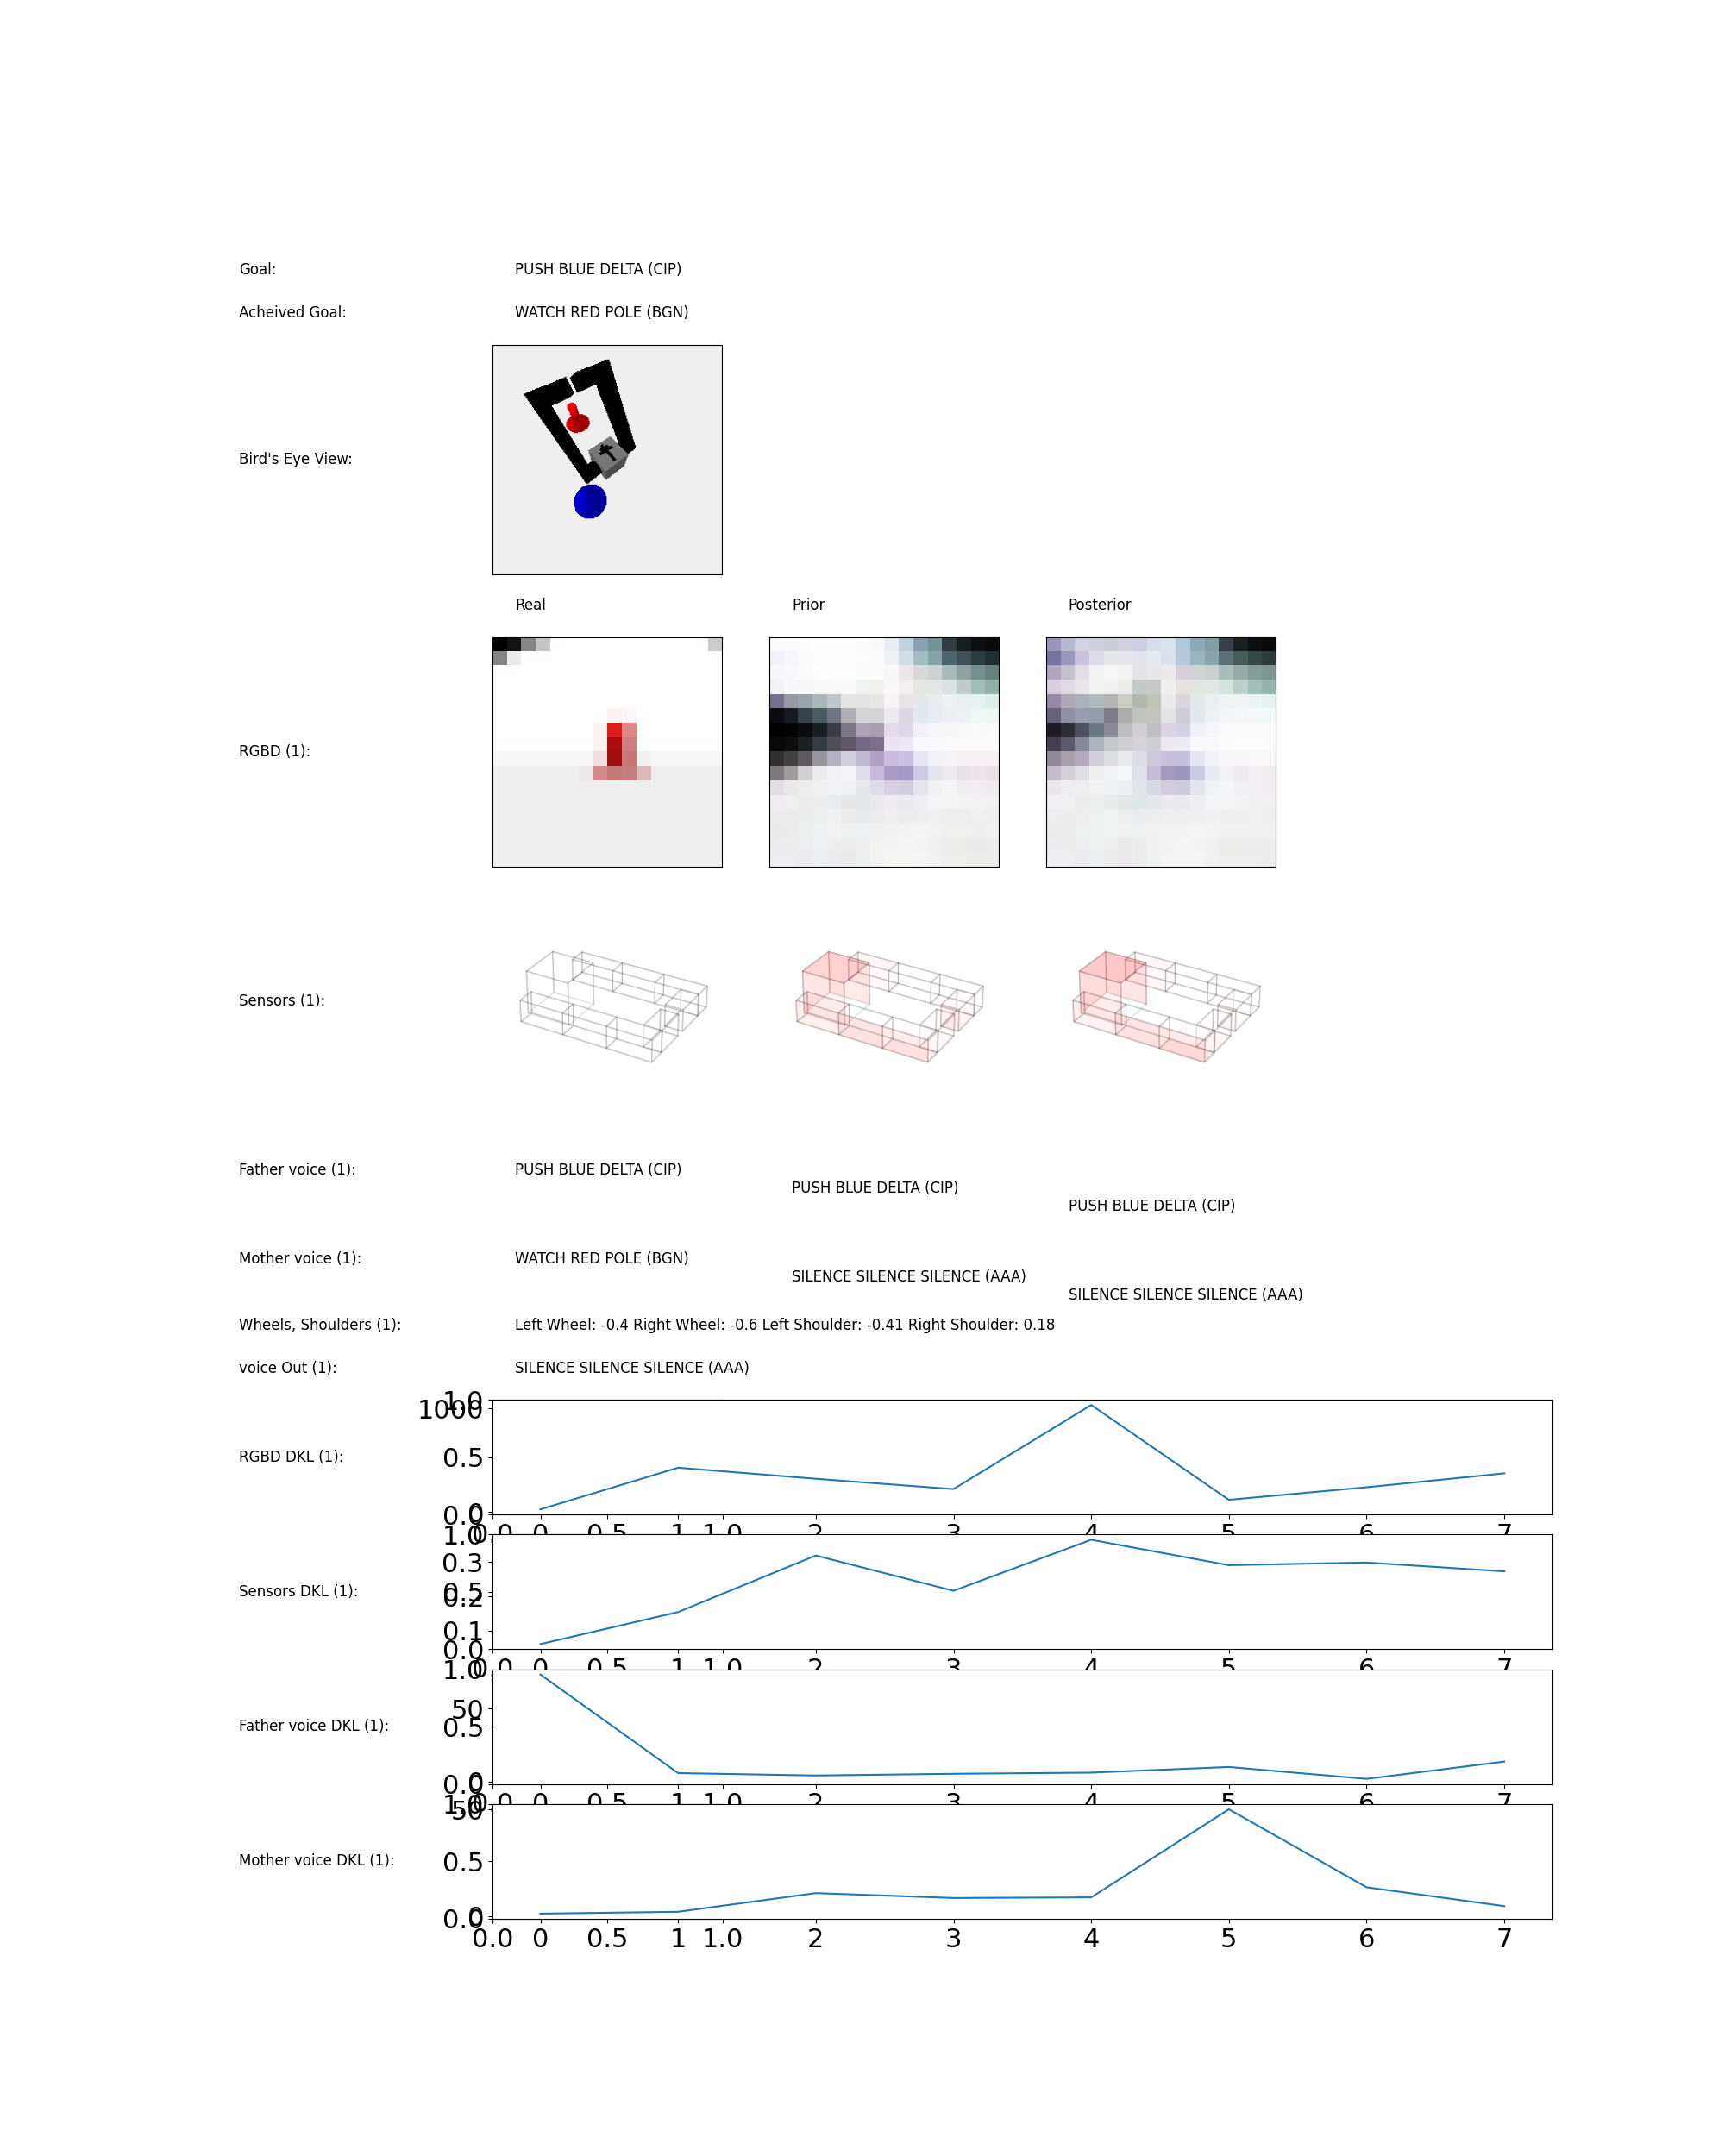 Goal: PUSH BLUE DELTA (CIP)
Acheived Goal: WATCH RED POLE (BGN)
Bird's Eye View:
Real Prior Posterior
RGBD (1):
Sensors (1):
Father voice (1): PUSH BLUE DELTA (CIP)
PUSH BLUE DELTA (CIP)
PUSH BLUE DELTA (CIP)
Mother voice (1): WATCH RED POLE (BGN)
SILENCE SILENCE SILENCE (AAA)
SILENCE SILENCE SILENCE (AAA)
Wheels, Shoulders (1): Left Wheel: -0.4 Right Wheel: -0.6 Left Shoulder: -0.41 Right Shoulder: 0.18
voice Out (1): SILENCE SILENCE SILENCE (AAA)
1.0
1000
RGBD DKL (1): 0.5
0.0 0
0.0 0 0.5 1 1.0 2 3 4 5 6 7
1.0
0.3
Sensors DKL (1): 0.5
0.2
0.1
0.0
0.0 0 0.5 1 1.0 2 3 4 5 6 7
1.0
50
Father voice DKL (1): 0.5
0.0 0
0.0 0 0.5 1 1.0 2 3 4 5 6 7
1.0
50
Mother voice DKL (1): 0.5
0.0 0
0.0 0 0.5 1 1.0 2 3 4 5 6 7